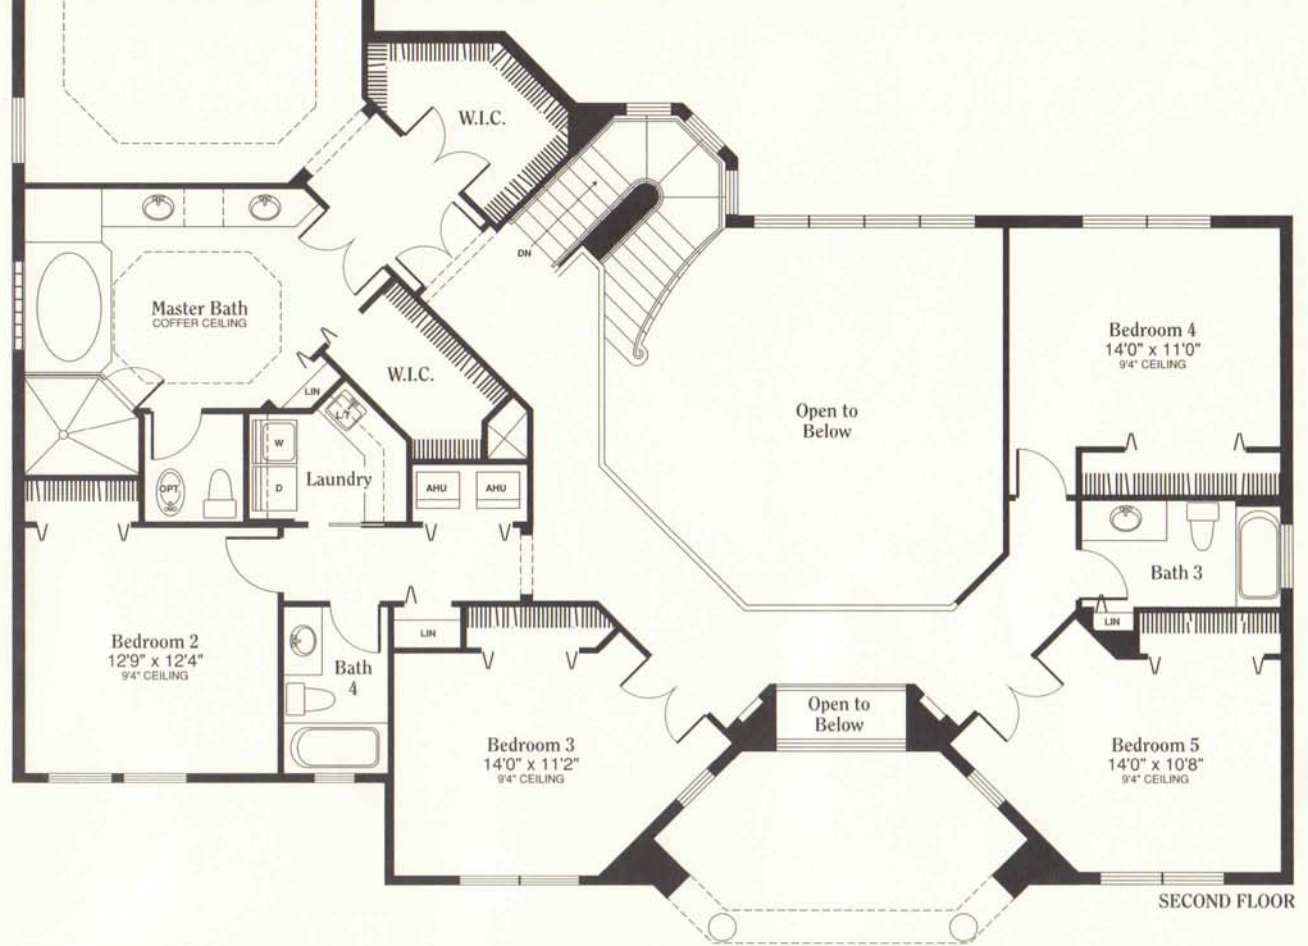 W.I.C.
DN
Master Bath
COFFER CEILING
W.I.C.
LIN
L/T
W
D
Laundry
OPT.
AHU
AHU
Open to
Below
Bedroom 4
14'0" x 11'0"
9'4" CEILING
Bath 3
LIN
Bedroom 2
12'9" x 12'4"
9'4" CEILING
Bath
4
LIN
Bedroom 3
14'0" x 11'2"
9'4" CEILING
Open to
Below
Bedroom 5
14'0" x 10'8"
9'4" CEILING
SECOND FLOOR